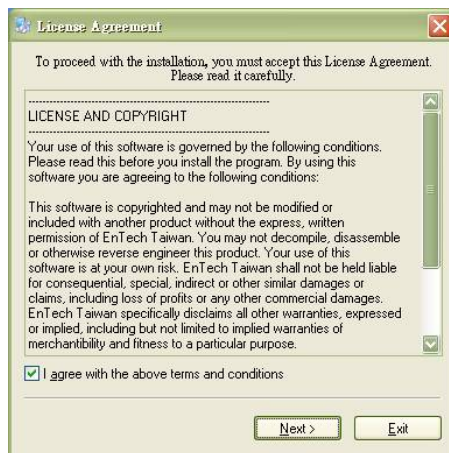 License Agreement
To proceed with the installation, you must accept this License Agreement.
Please read it carefully.
----------------------------------------------------------------------
LICENSE AND COPYRIGHT
----------------------------------------------------------------------
Your use of this software is governed by the following conditions.
Please read this before you install the program. By using this
software you are agreeing to the following conditions:
This software is copyrighted and may not be modified or
included with another product without the express, written
permission of EnTech Taiwan. You may not decompile, disassemble
or otherwise reverse engineer this product. Your use of this
software is at your own risk. EnTech Taiwan shall not be held liable
for consequential, special, indirect or other similar damages or
claims, including loss of profits or any other commercial damages.
EnTech Taiwan specifically disclaims all other warranties, expressed
or implied, including but not limited to implied warranties of
merchantibility and fitness to a particular purpose.
I agree with the above terms and conditions
Next >
Exit